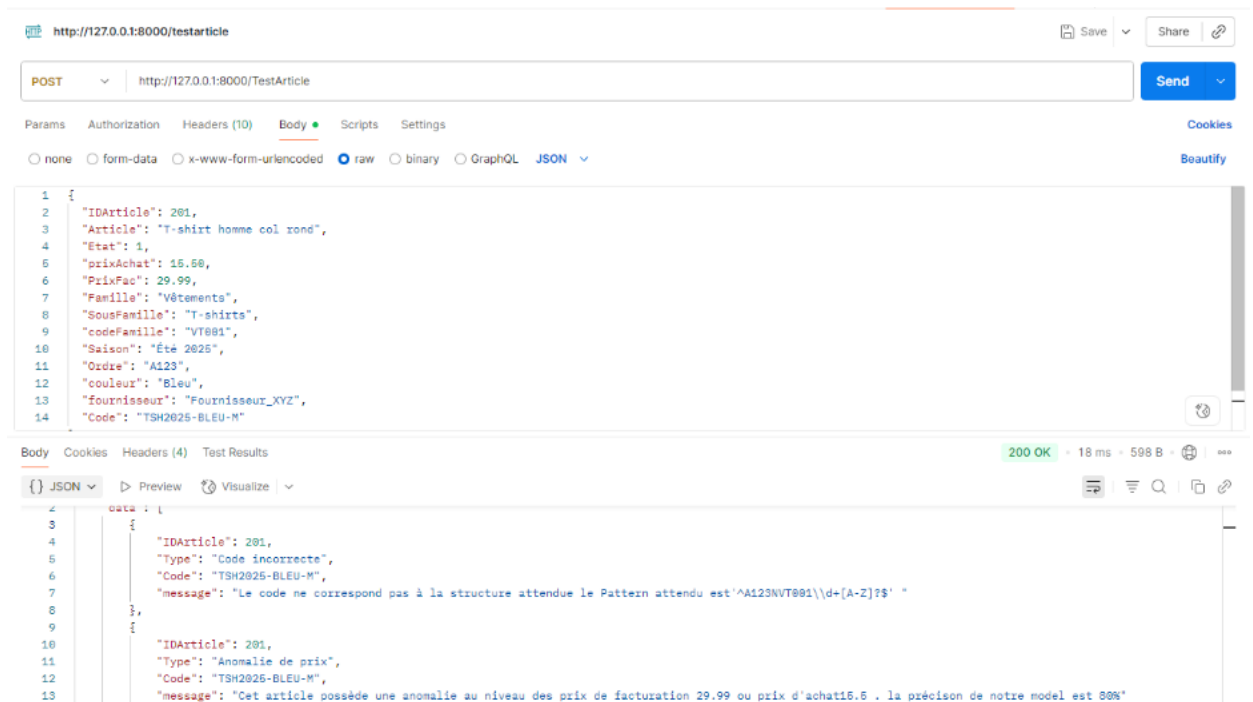 HTTP http://127.0.0.1:8000/testarticle Save Share
POST http://127.0.0.1:8000/TestArticle Send
Params Authorization Headers (10) Body Scripts Settings Cookies
none form-data x-www-form-urlencoded raw binary GraphQL JSON Beautify
1 {
2 "IDArticle": 201,
3 "Article": "T-shirt homme col rond",
4 "Etat": 1,
5 "prixAchat": 15.50,
6 "PrixFac": 29.99,
7 "Famille": "Vêtements",
8 "SousFamille": "T-shirts",
9 "codeFamille": "VT001",
10 "Saison": "Été 2025",
11 "Ordre": "A123",
12 "couleur": "Bleu",
13 "fournisseur": "Fournisseur_XYZ",
14 "Code": "TSH2025-BLEU-M"
Body Cookies Headers (4) Test Results 200 OK 18 ms 598 B
{} JSON Preview Visualize
2 data : [
3 {
4 "IDArticle": 201,
5 "Type": "Code incorrecte",
6 "Code": "TSH2025-BLEU-M",
7 "message": "Le code ne correspond pas à la structure attendue le Pattern attendu est'^A123NVT001\\d+[A-Z]?$' "
8 },
9 {
10 "IDArticle": 201,
11 "Type": "Anomalie de prix",
12 "Code": "TSH2025-BLEU-M",
13 "message": "Cet article possède une anomalie au niveau des prix de facturation 29.99 ou prix d'achat15.5 . la précison de notre model est 80%"